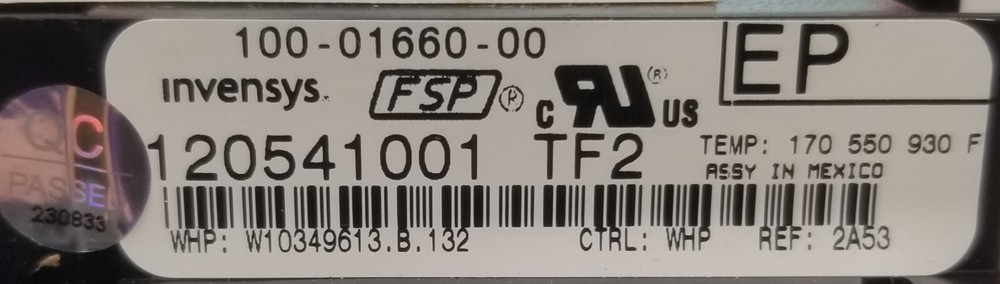 100-01660-00
EP
invensys.
FSP®
c RU® US
120541001 TF2
TEMP: 170 550 930 F
ASSY IN MEXICO
WHP: W10349613.B.132 CTRL: WHP REF: 2A53
QC
PASSED
230833